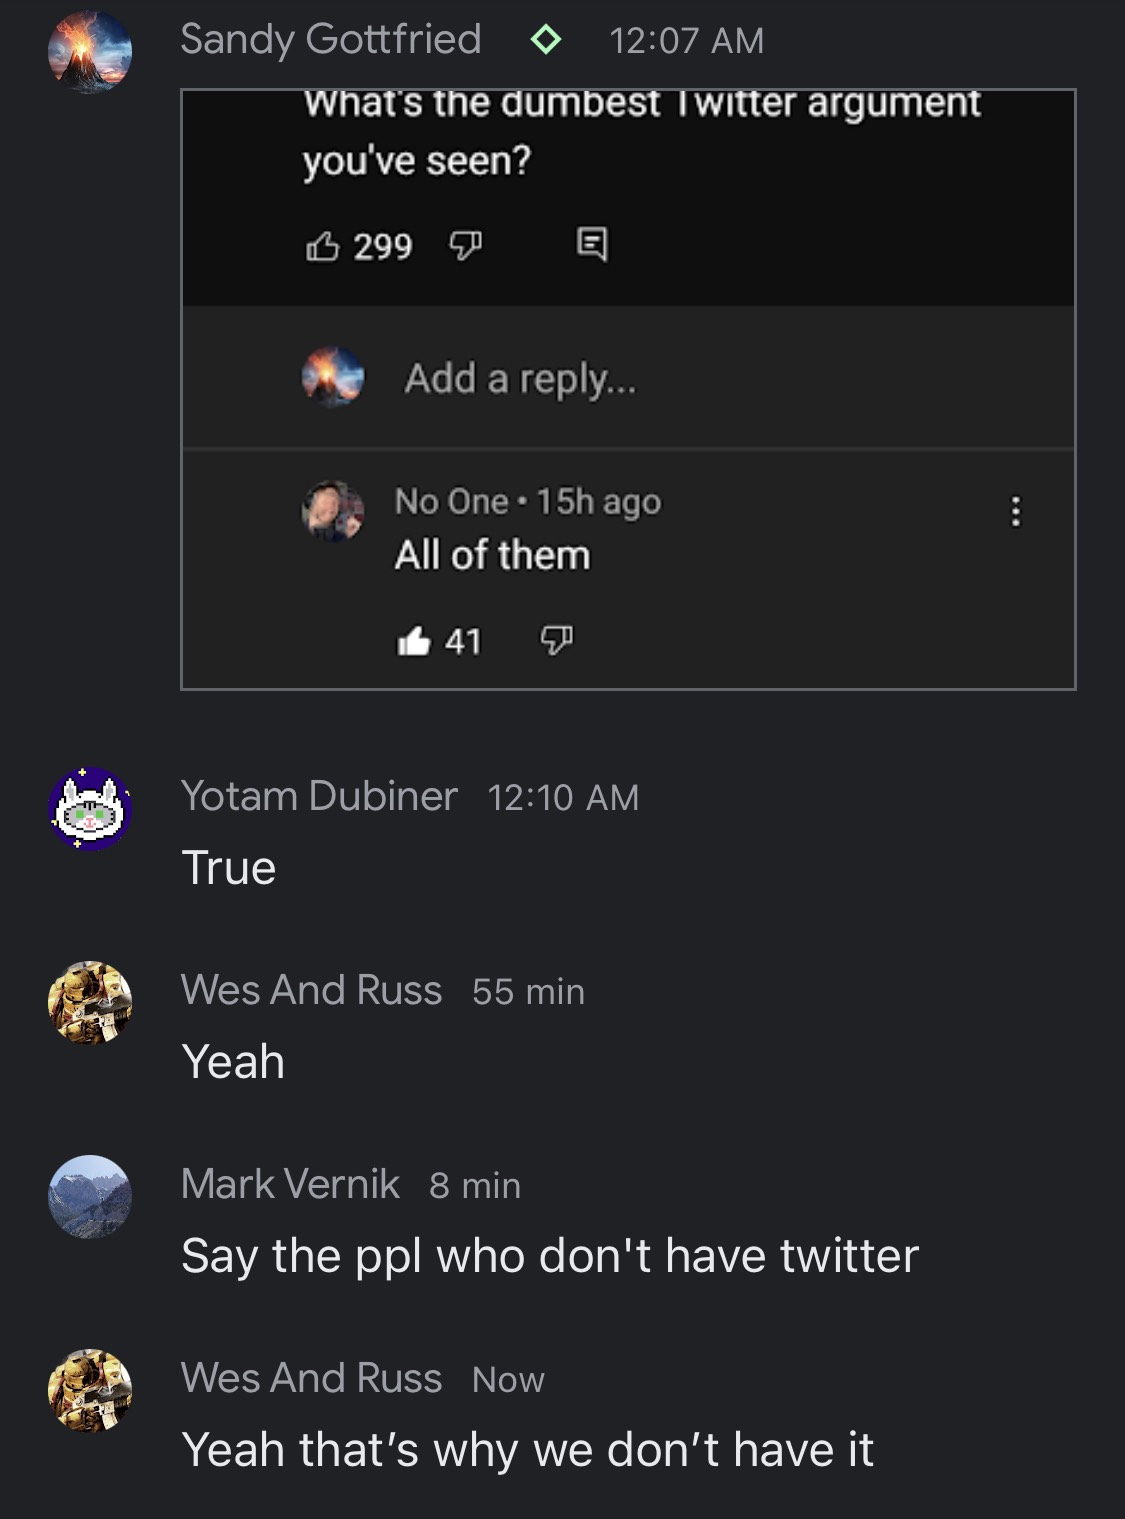 Sandy Gottfried 12:07 AM
What's the dumbest Twitter argument
you've seen?
299
Add a reply...
No One • 15h ago
All of them
41
Yotam Dubiner 12:10 AM
True
Wes And Russ 55 min
Yeah
Mark Vernik 8 min
Say the ppl who don't have twitter
Wes And Russ Now
Yeah that’s why we don’t have it